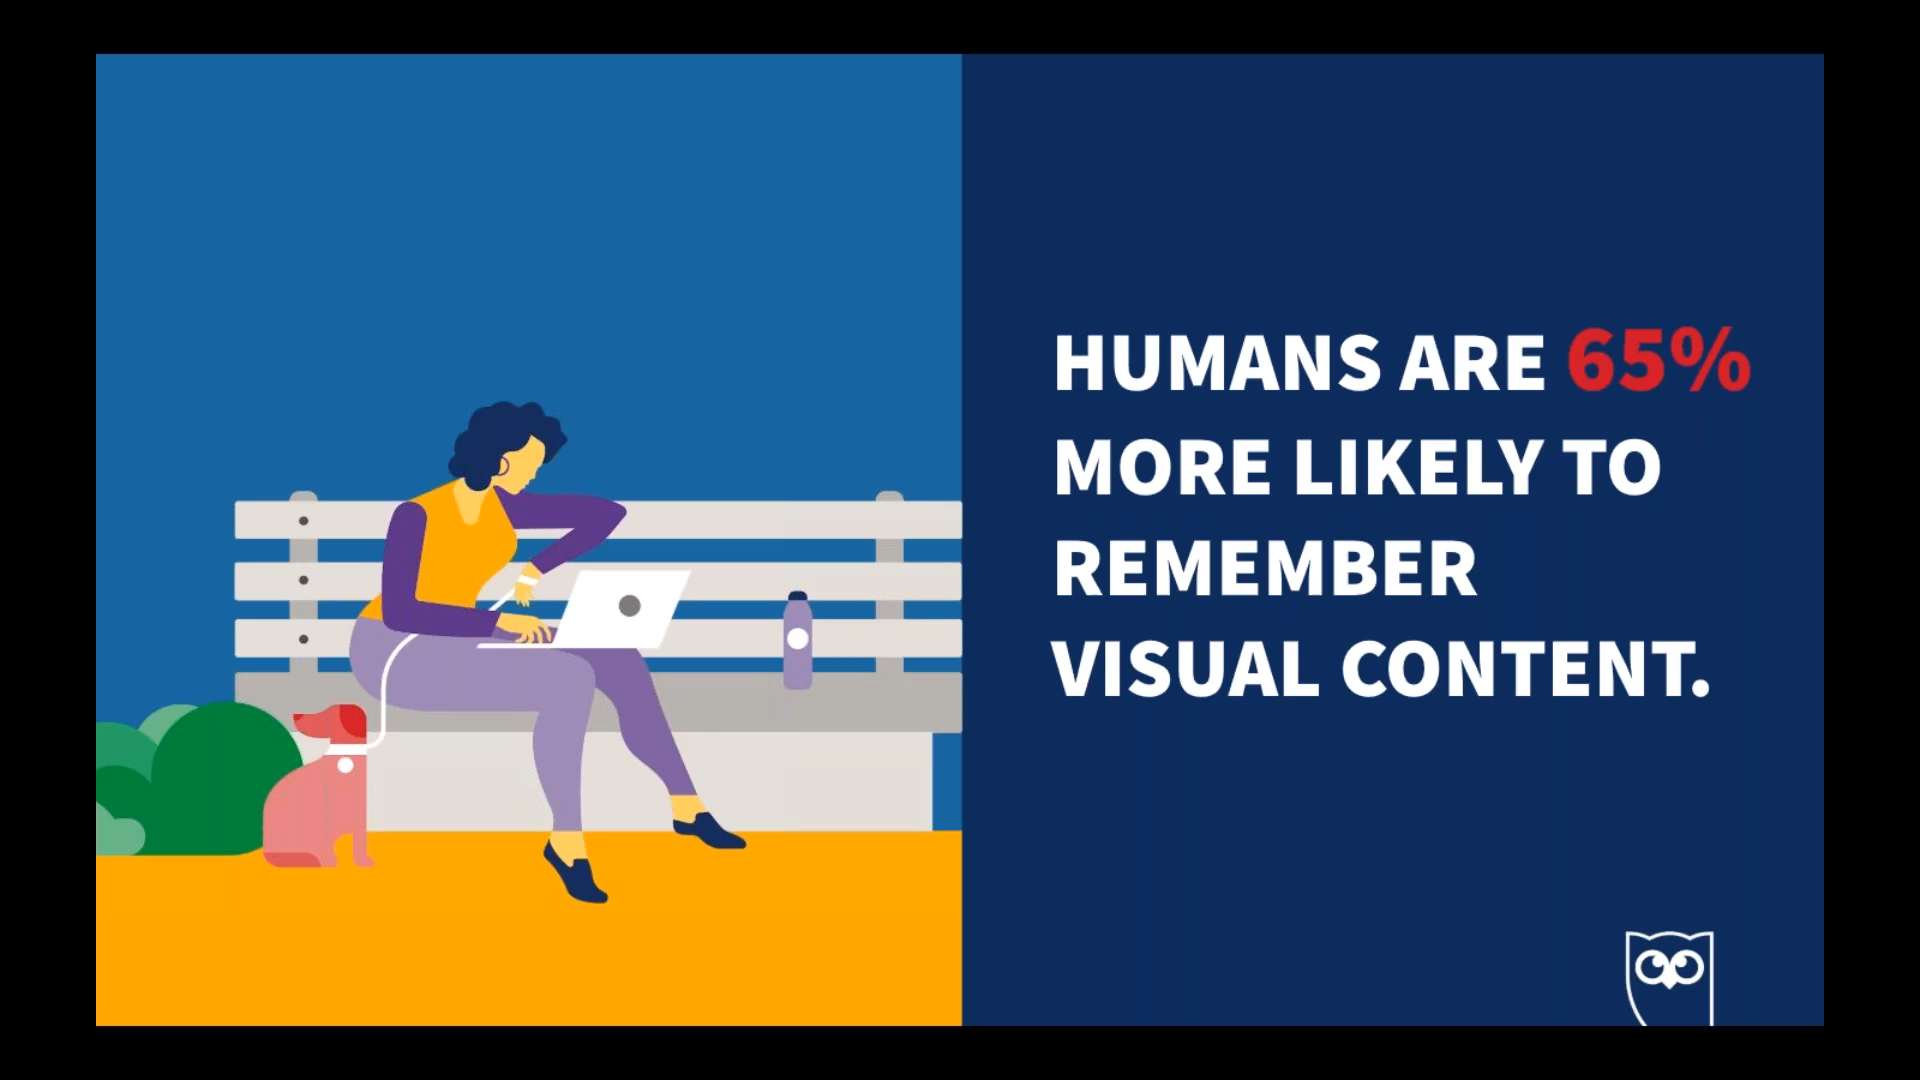 HUMANS ARE 65%
MORE LIKELY TO
REMEMBER
VISUAL CONTENT.